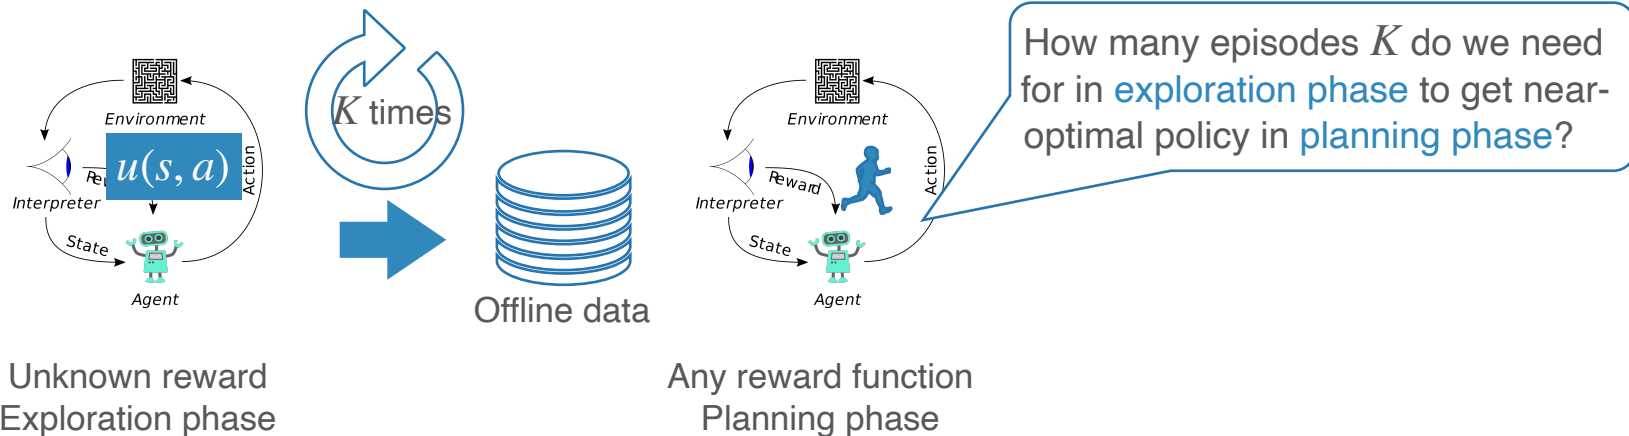 Environment
Rew
u(s, a)
Action
Interpreter
State
Agent
Unknown reward
Exploration phase
K times
Offline data
Environment
Reward
Action
Interpreter
State
Agent
Any reward function
Planning phase
How many episodes K do we need
for in exploration phase to get near-
optimal policy in planning phase?